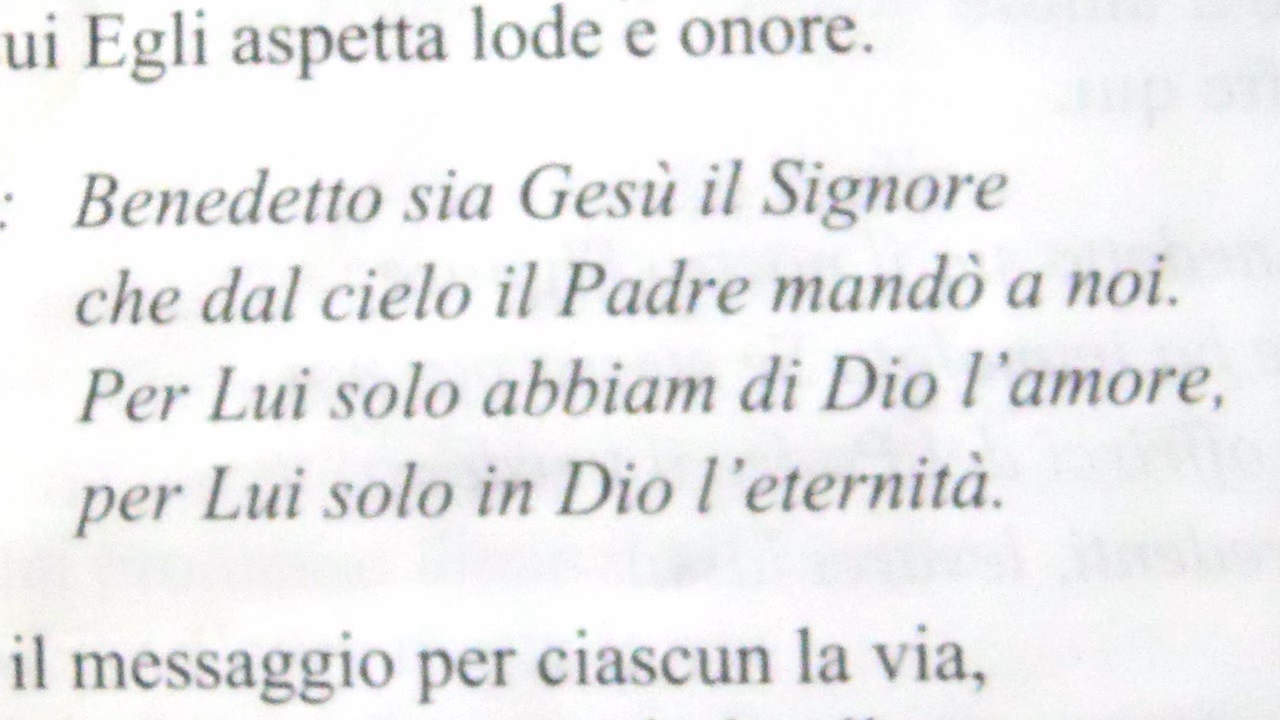 ui Egli aspetta lode e onore.
: Benedetto sia Gesù il Signore
che dal cielo il Padre mandò a noi.
Per Lui solo abbiam di Dio l'amore,
per Lui solo in Dio l'eternità.
il messaggio per ciascun la via,